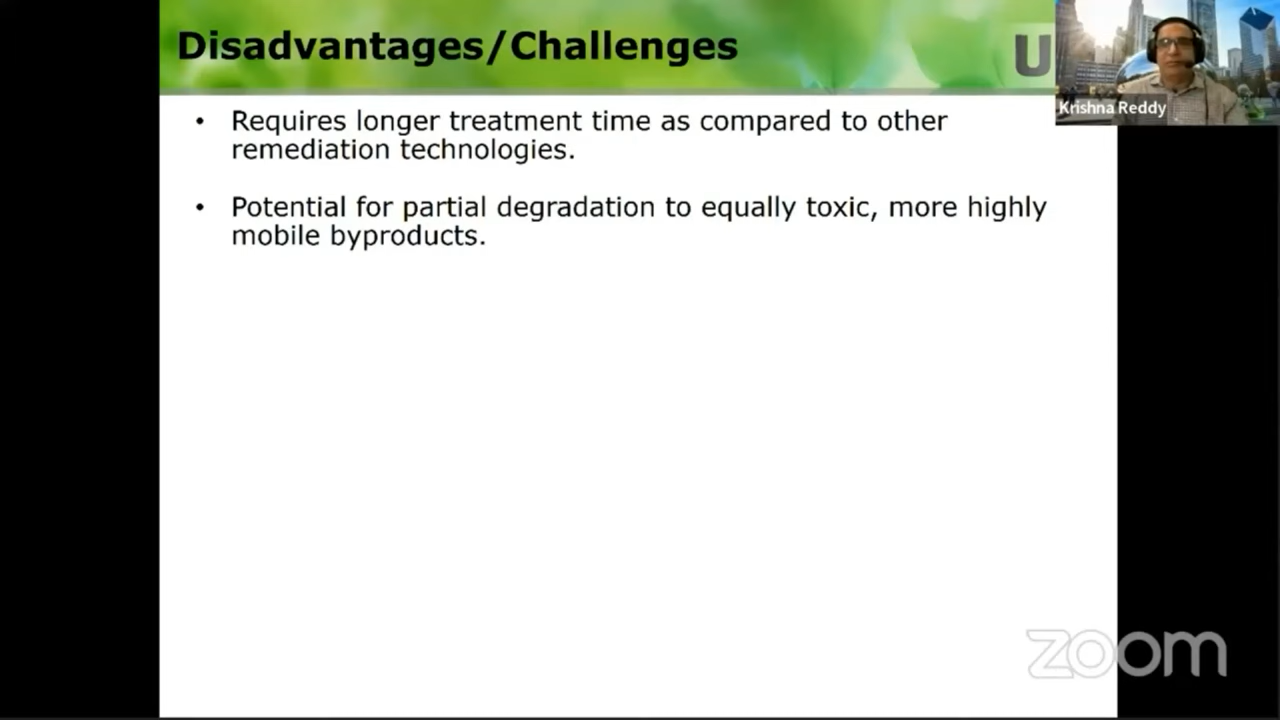 Disadvantages/Challenges
U
Krishna Reddy
• Requires longer treatment time as compared to other
remediation technologies.
• Potential for partial degradation to equally toxic, more highly
mobile byproducts.
zoom